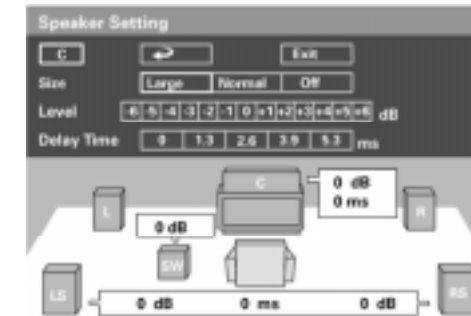 Speaker Setting
C Exit
Size Large Normal Off
Level -6 -5 -4 -3 -2 -1 0 +1 +2 +3 +4 +5 +6 dB
Delay Time 0 1.3 2.6 3.9 5.3 ms
C 0 dB
0 ms
L R
0 dB
SW
LS RS
0 dB 0 ms 0 dB